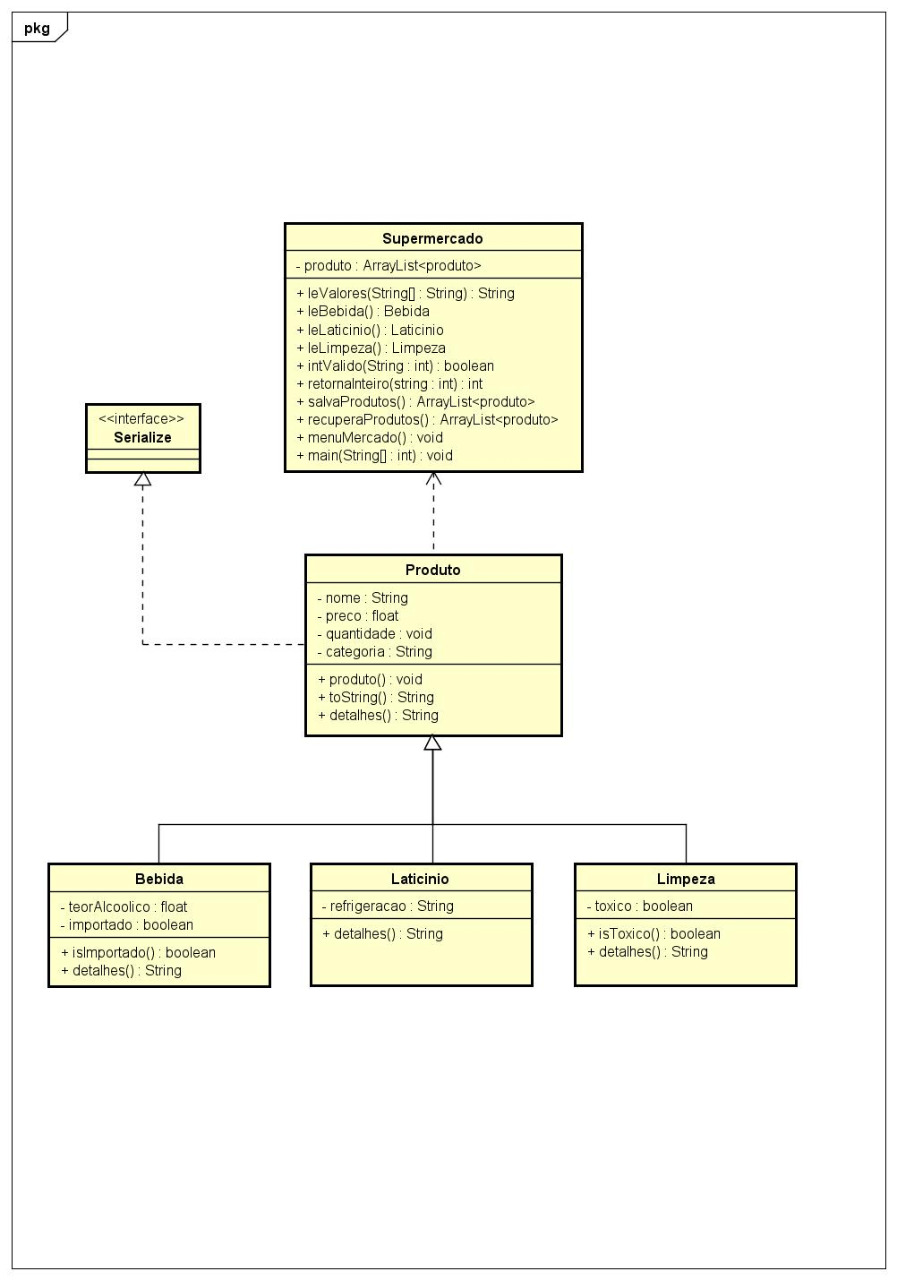 pkg
Supermercado
- produto : ArrayList<produto>
+ leValores(String[] : String) : String
+ leBebida() : Bebida
+ leLaticinio() : Laticinio
+ leLimpeza() : Limpeza
+ intValido(String : int) : boolean
+ retornaInteiro(string : int) : int
+ salvaProdutos() : ArrayList<produto>
+ recuperaProdutos() : ArrayList<produto>
+ menuMercado() : void
+ main(String[] : int) : void
<<interface>>
Serialize
Produto
- nome : String
- preco : float
- quantidade : void
- categoria : String
+ produto() : void
+ toString() : String
+ detalhes() : String
Bebida
- teorAlcoolico : float
- importado : boolean
+ isImportado() : boolean
+ detalhes() : String
Laticinio
- refrigeracao : String
+ detalhes() : String
Limpeza
- toxico : boolean
+ isToxico() : boolean
+ detalhes() : String